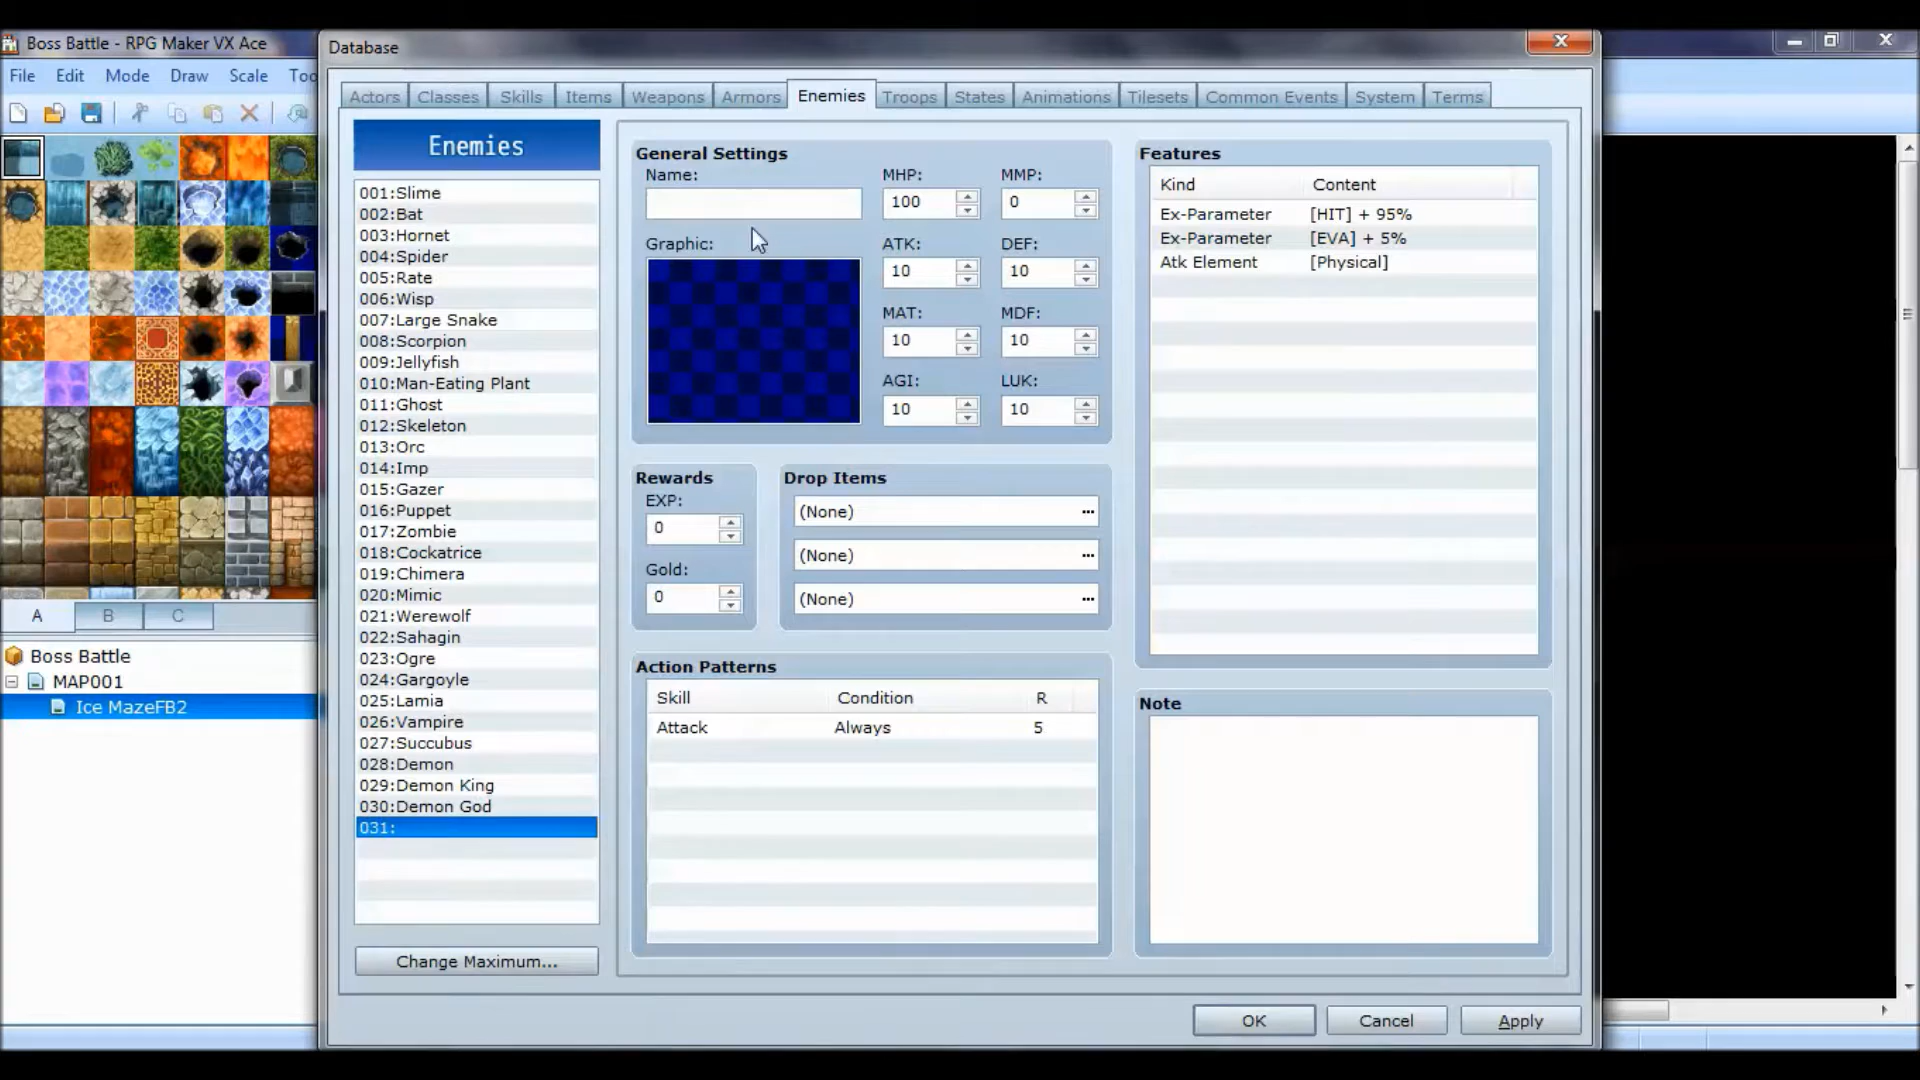 Boss Battle - RPG Maker VX Ace
Database
File Edit Mode Draw Scale Too
Actors Classes Skills Items Weapons Armors Enemies Troops States Animations Tilesets Common Events System Terms
Enemies
001:Slime
002:Bat
003:Hornet
004:Spider
005:Rate
006:Wisp
007:Large Snake
008:Scorpion
009:Jellyfish
010:Man-Eating Plant
011:Ghost
012:Skeleton
013:Orc
014:Imp
015:Gazer
016:Puppet
017:Zombie
018:Cockatrice
019:Chimera
020:Mimic
021:Werewolf
022:Sahagin
023:Ogre
024:Gargoyle
025:Lamia
026:Vampire
027:Succubus
028:Demon
029:Demon King
030:Demon God
031:
Change Maximum...
General Settings
Name:
MHP: MMP:
100 0
Graphic:
ATK: DEF:
10 10
MAT: MDF:
10 10
AGI: LUK:
10 10
Rewards
EXP:
0
Gold:
0
Drop Items
(None) ...
(None) ...
(None) ...
Action Patterns
Skill Condition R
Attack Always 5
Features
Kind Content
Ex-Parameter [HIT] + 95%
Ex-Parameter [EVA] + 5%
Atk Element [Physical]
Note
A B C
Boss Battle
MAP001
Ice MazeFB2
OK Cancel Apply